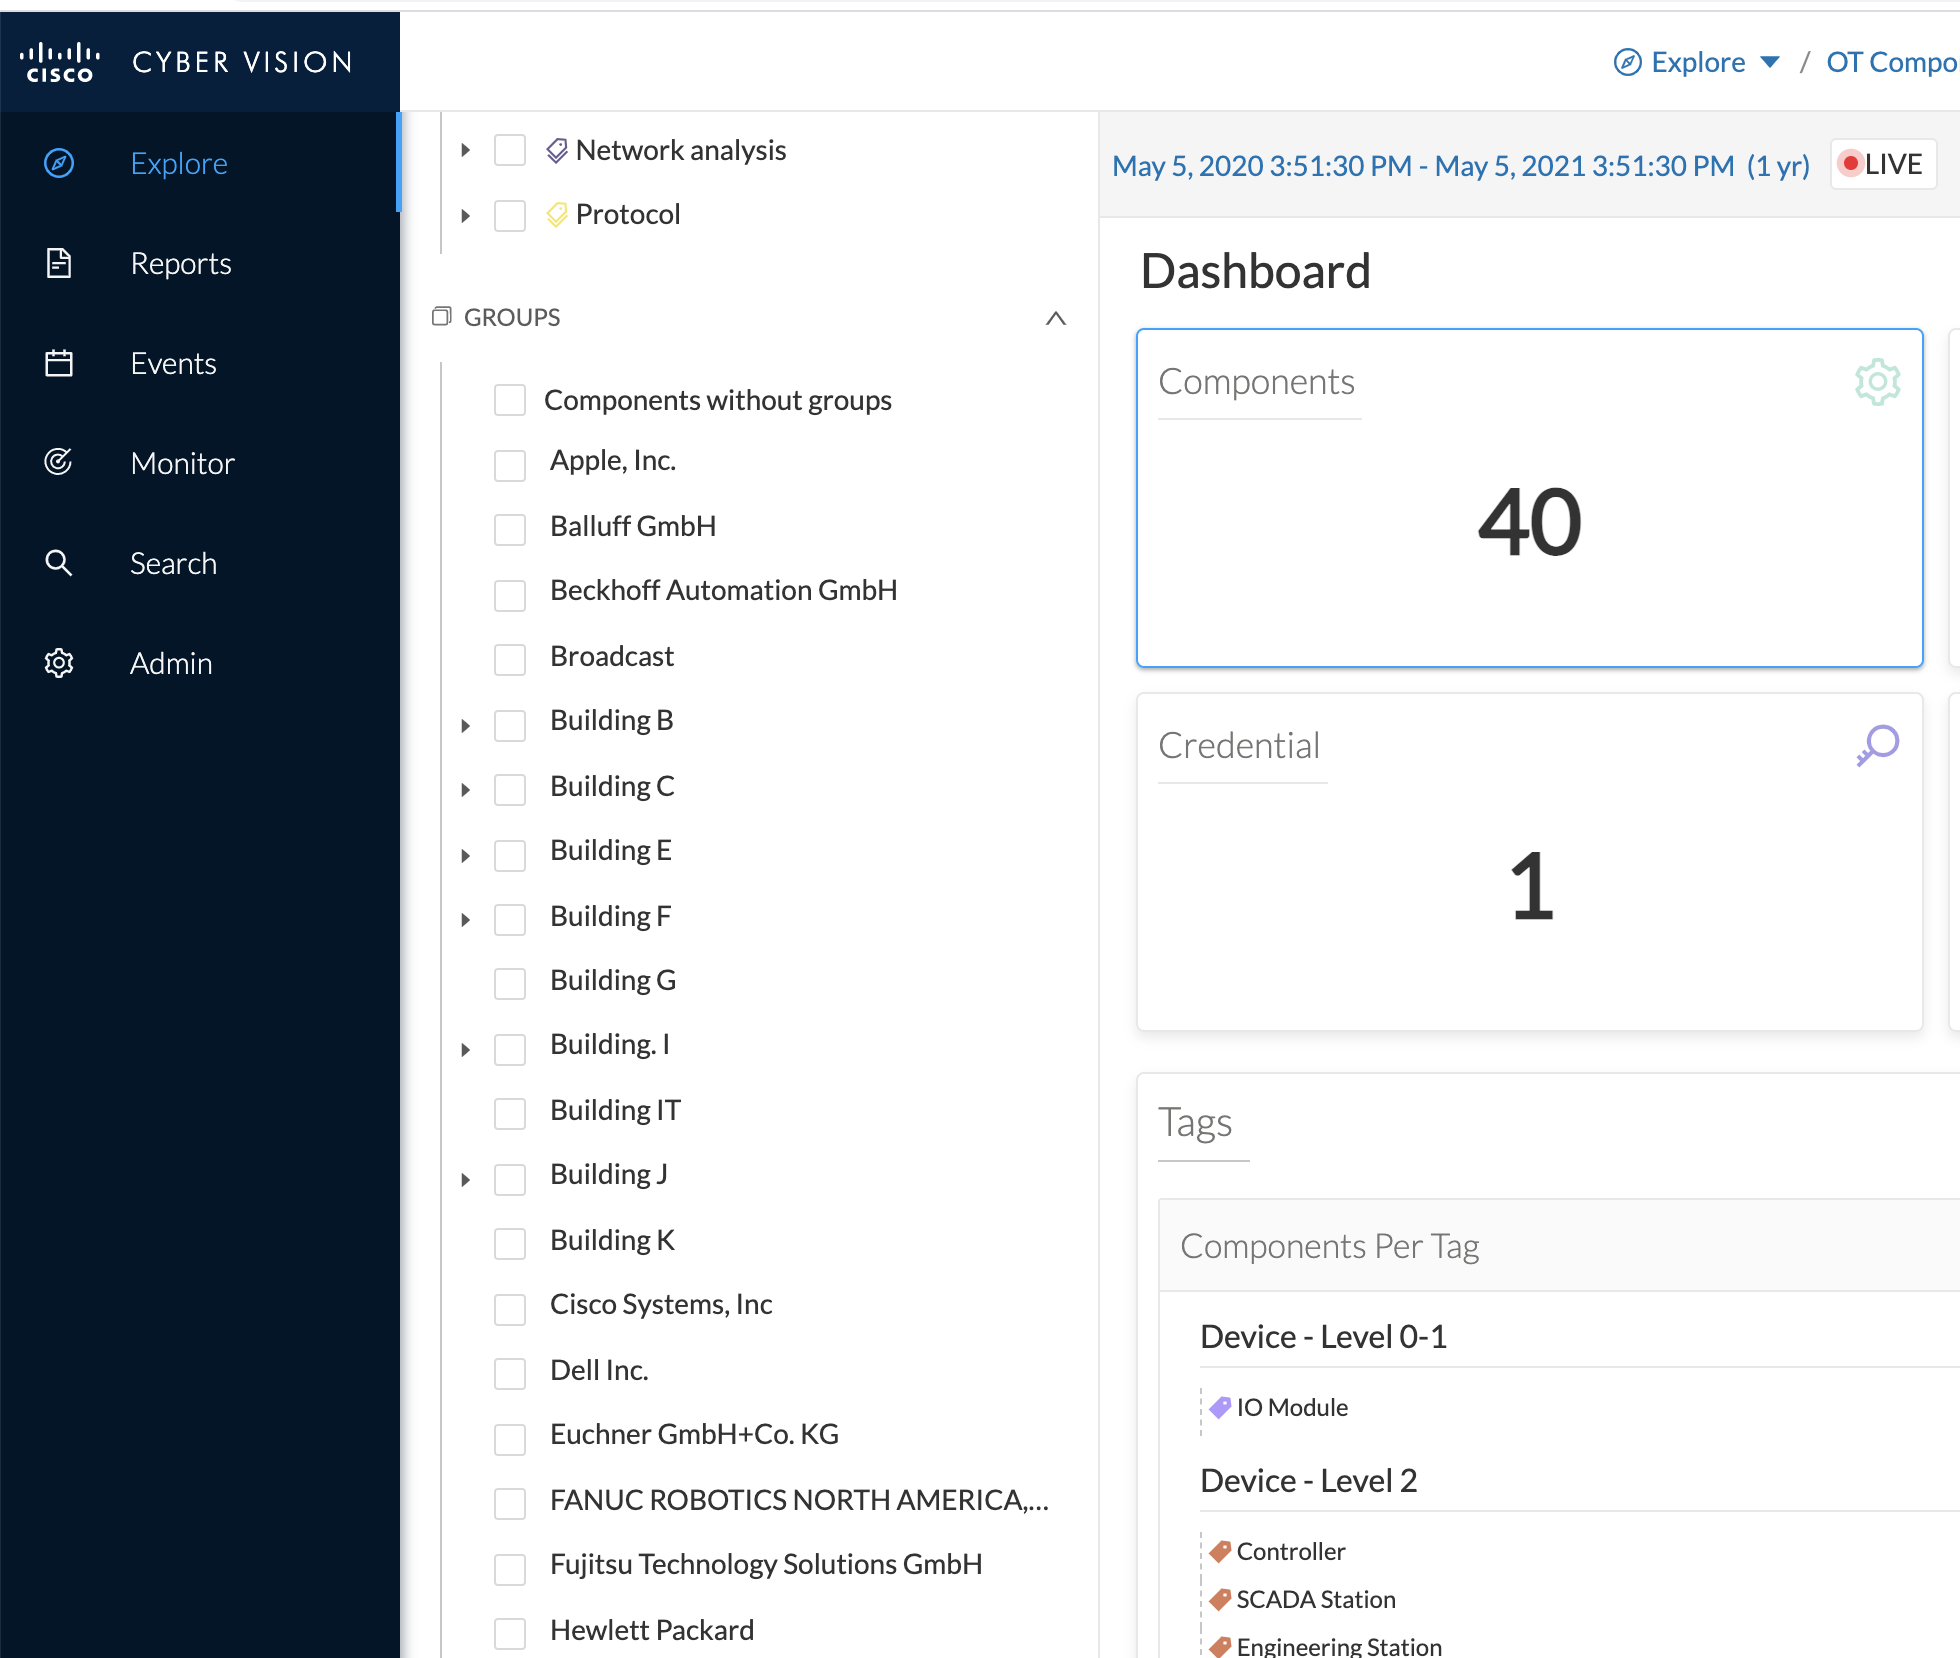 CISCO CYBER VISION
Explore / OT Compo
Explore
Reports
Events
Monitor
Search
Admin
Network analysis
Protocol
GROUPS
Components without groups
Apple, Inc.
Balluff GmbH
Beckhoff Automation GmbH
Broadcast
Building B
Building C
Building E
Building F
Building G
Building. I
Building IT
Building J
Building K
Cisco Systems, Inc
Dell Inc.
Euchner GmbH+Co. KG
FANUC ROBOTICS NORTH AMERICA,...
Fujitsu Technology Solutions GmbH
Hewlett Packard
May 5, 2020 3:51:30 PM - May 5, 2021 3:51:30 PM (1 yr) LIVE
Dashboard
Components
40
Credential
1
Tags
Components Per Tag
Device - Level 0-1
IO Module
Device - Level 2
Controller
SCADA Station
Engineering Station